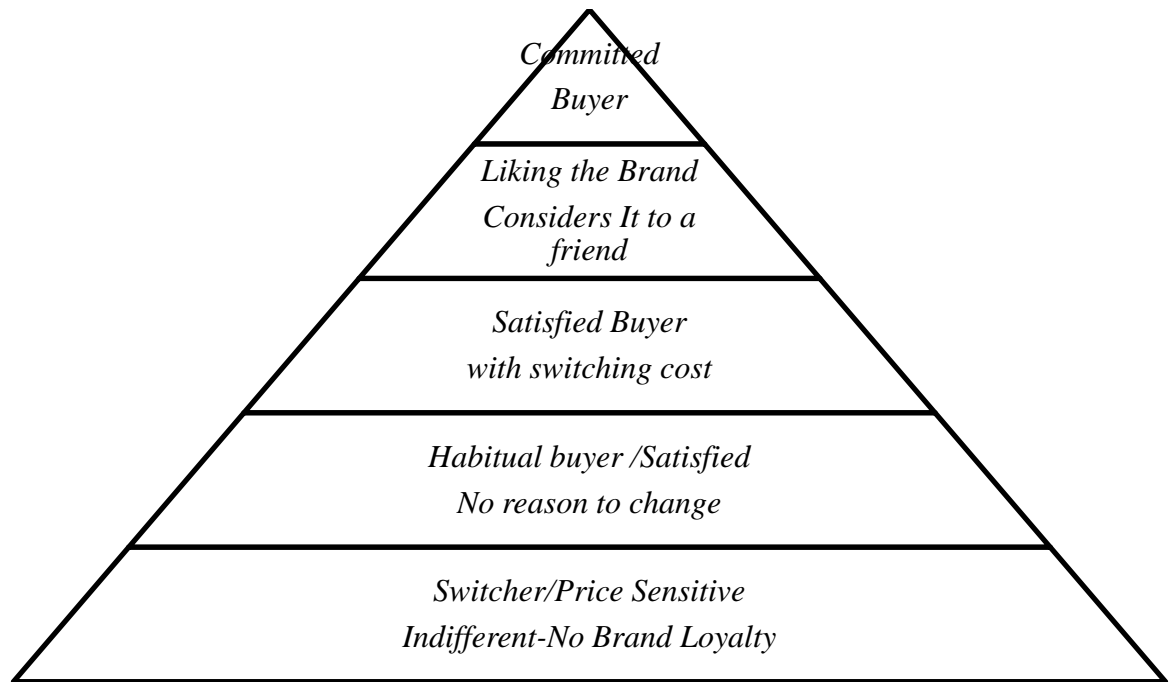 Committed
Buyer
Liking the Brand
Considers It to a
friend
Satisfied Buyer
with switching cost
Habitual buyer /Satisfied
No reason to change
Switcher/Price Sensitive
Indifferent-No Brand Loyalty